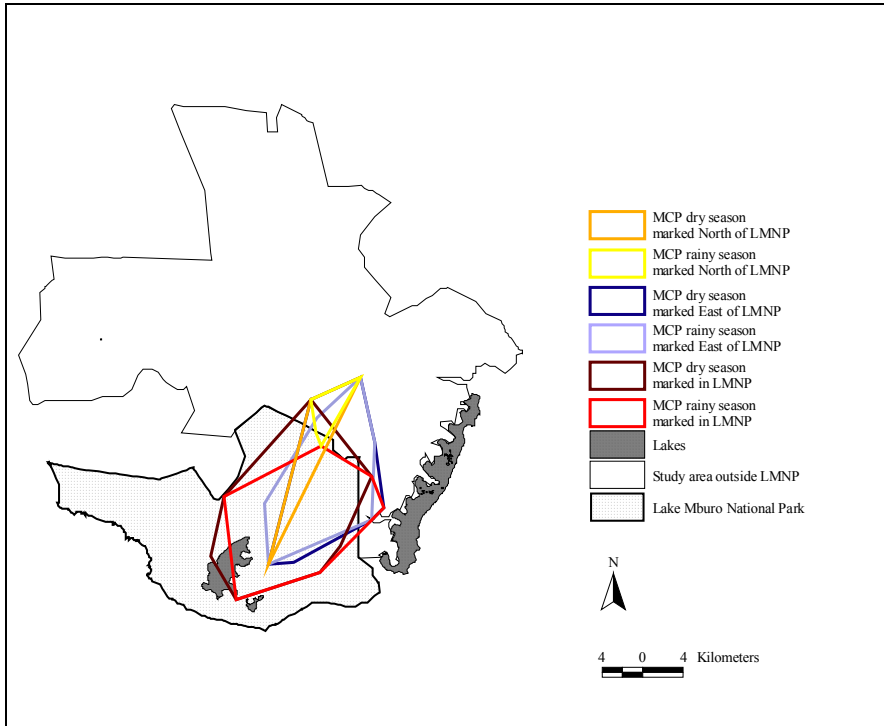 MCP dry season
marked North of LMNP
MCP rainy season
marked North of LMNP
MCP dry season
marked East of LMNP
MCP rainy season
marked East of LMNP
MCP dry season
marked in LMNP
MCP rainy season
marked in LMNP
Lakes
Study area outside LMNP
Lake Mburo National Park
N
4 0 4 Kilometers